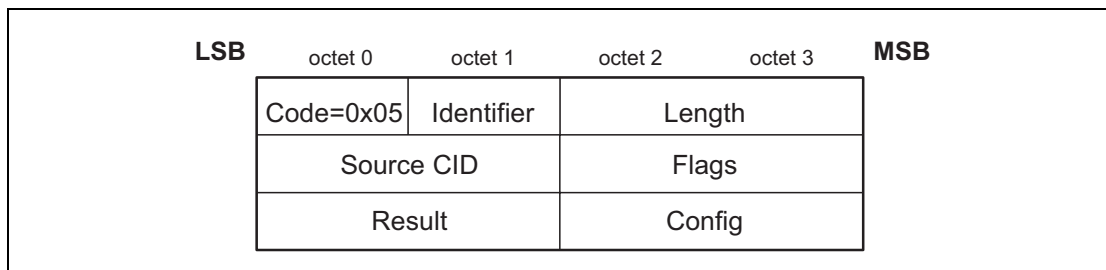 LSB octet 0 octet 1 octet 2 octet 3 MSB
Code=0x05 Identifier Length
Source CID Flags
Result Config